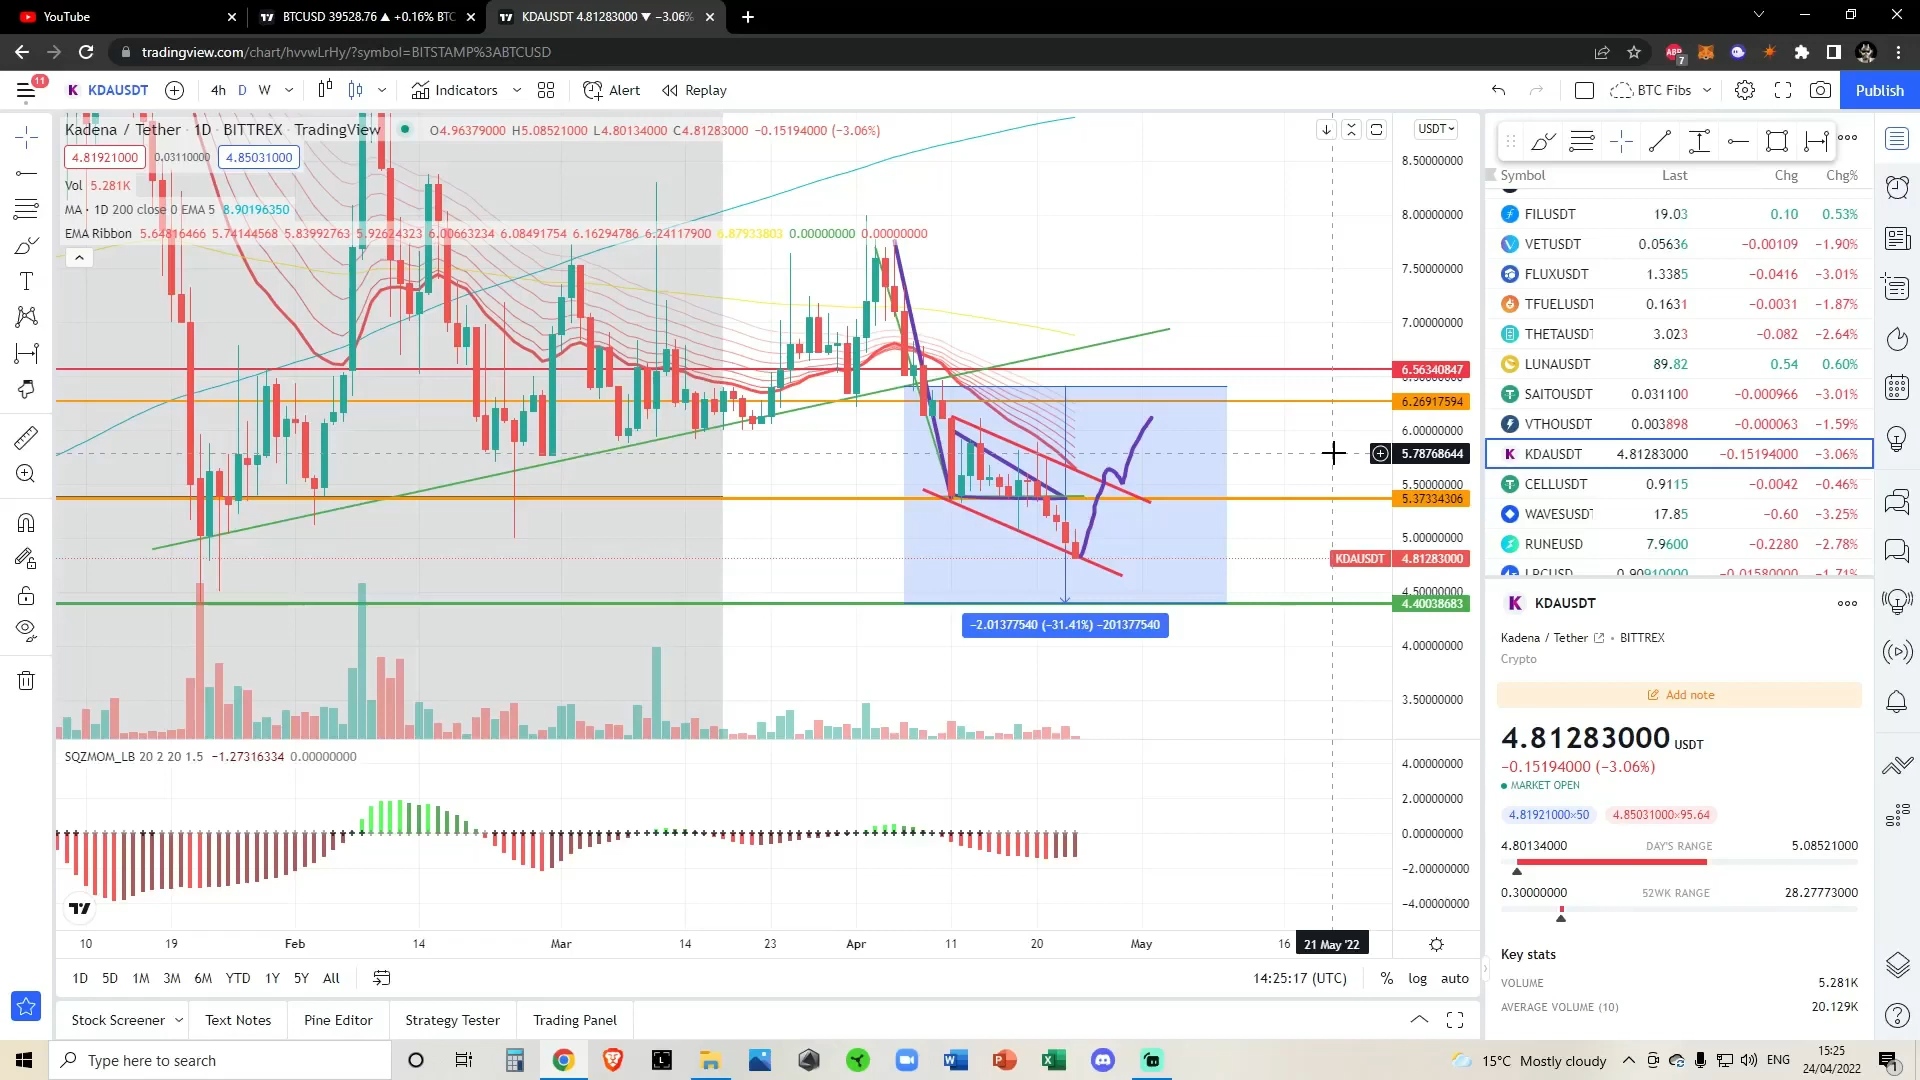 YouTube
BTCUSD 39528.76 ▲ +0.16% BTC
KDAUSDT 4.81283000 ▼ −3.06%
tradingview.com/chart/hvvwLrHy/?symbol=BITSTAMP%3ABTCUSD
ABP
7
11
KDAUSDT
4h
D
W
Indicators
Alert
Replay
BTC Fibs
Publish
Kadena / Tether · 1D · BITTREX · TradingView
O4.96379000 H5.08521000 L4.80134000 C4.81283000 −0.15194000 (−3.06%)
4.81921000
0.03110000
4.85031000
Vol 5.281K
MA · 1D 200 close 0 EMA 5 8.90196350
EMA Ribbon 5.64816466 5.74144568 5.83992763 5.92624323 6.00663234 6.08491754 6.16294786 6.24117900 6.87933803 0.00000000 0.00000000
USDT
8.50000000
8.00000000
7.50000000
7.00000000
6.56340847
6.26917594
6.00000000
5.78768644
5.50000000
5.37334306
5.00000000
KDAUSDT 4.81283000
4.50000000
4.40038683
4.00000000
3.50000000
−2.01377540 (−31.41%) −201377540
SQZMOM_LB 20 2 20 1.5 −1.27316334 0.00000000
4.00000000
2.00000000
0.00000000
−2.00000000
−4.00000000
10 19 Feb 14 Mar 14 23 Apr 11 20 May 16 21 May '22
1D 5D 1M 3M 6M YTD 1Y 5Y All
14:25:17 (UTC)
% log auto
Stock Screener
Text Notes
Pine Editor
Strategy Tester
Trading Panel
Symbol Last Chg Chg%
FILUSDT 19.03 0.10 0.53%
VETUSDT 0.05636 −0.00109 −1.90%
FLUXUSDT 1.3385 −0.0416 −3.01%
TFUELUSDT 0.1631 −0.0031 −1.87%
THETAUSDT 3.023 −0.082 −2.64%
LUNAUSDT 89.82 0.54 0.60%
SAITOUSDT 0.031100 −0.000966 −3.01%
VTHOUSDT 0.003898 −0.000063 −1.59%
KDAUSDT 4.81283000 −0.15194000 −3.06%
CELLUSDT 0.9115 −0.0042 −0.46%
WAVESUSDT 17.85 −0.60 −3.25%
RUNEUSD 7.9600 −0.2280 −2.78%
LRCUSD 0.90910000 −0.01580000 −1.71%
KDAUSDT
Kadena / Tether · BITTREX
Crypto
Add note
4.81283000 USDT
−0.15194000 (−3.06%)
MARKET OPEN
4.81921000×50
4.85031000×95.64
4.80134000 DAY'S RANGE 5.08521000
0.30000000 52WK RANGE 28.27773000
Key stats
VOLUME 5.281K
AVERAGE VOLUME (10) 20.129K
Type here to search
15°C Mostly cloudy
ENG
15:25
24/04/2022
1